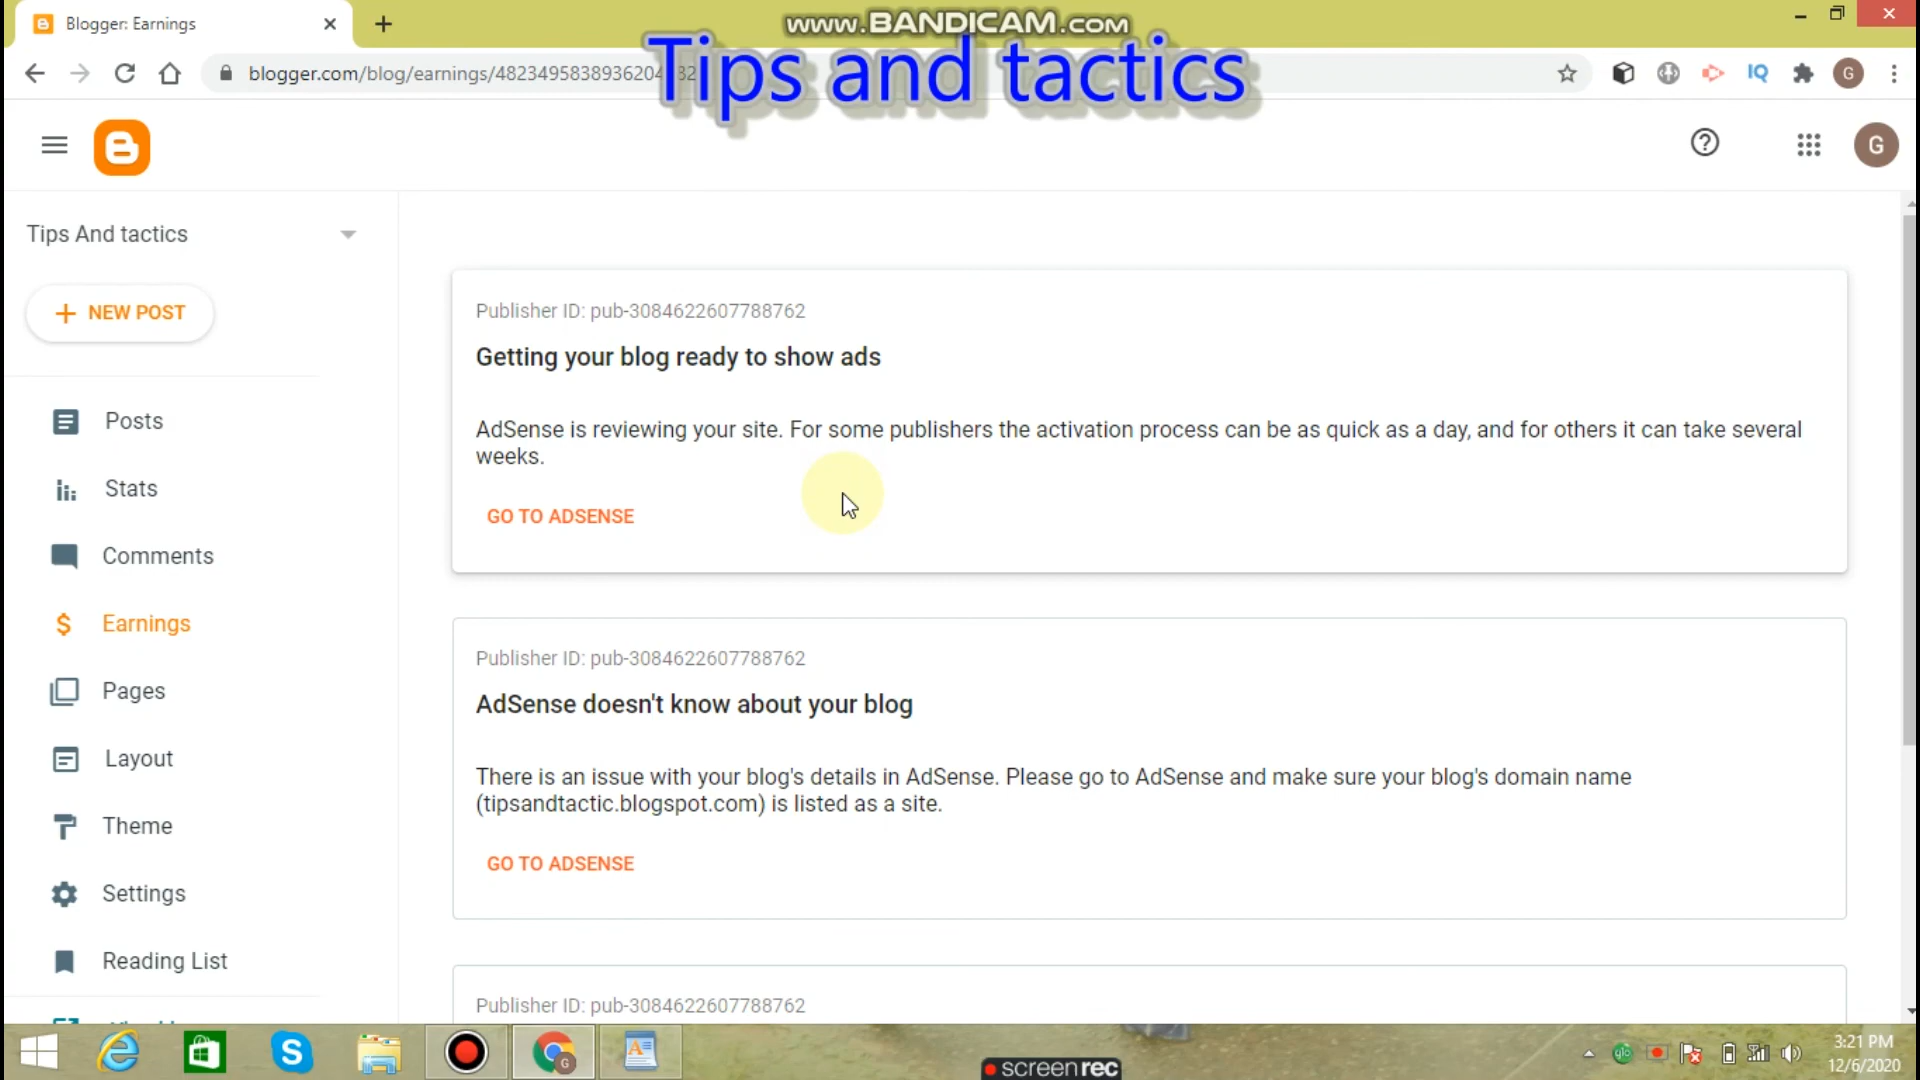 Blogger: Earnings
www.BANDICAM.com
blogger.com/blog/earnings/4823495838936204
Tips and tactics
IQ
G
G
Tips And tactics
NEW POST
Posts
Stats
Comments
Earnings
Pages
Layout
Theme
Settings
Reading List
Publisher ID: pub-3084622607788762
Getting your blog ready to show ads
AdSense is reviewing your site. For some publishers the activation process can be as quick as a day, and for others it can take several
weeks.
GO TO ADSENSE
Publisher ID: pub-3084622607788762
AdSense doesn't know about your blog
There is an issue with your blog's details in AdSense. Please go to AdSense and make sure your blog's domain name
(tipsandtactic.blogspot.com) is listed as a site.
GO TO ADSENSE
Publisher ID: pub-3084622607788762
glo
3:21 PM
12/6/2020
screenrec